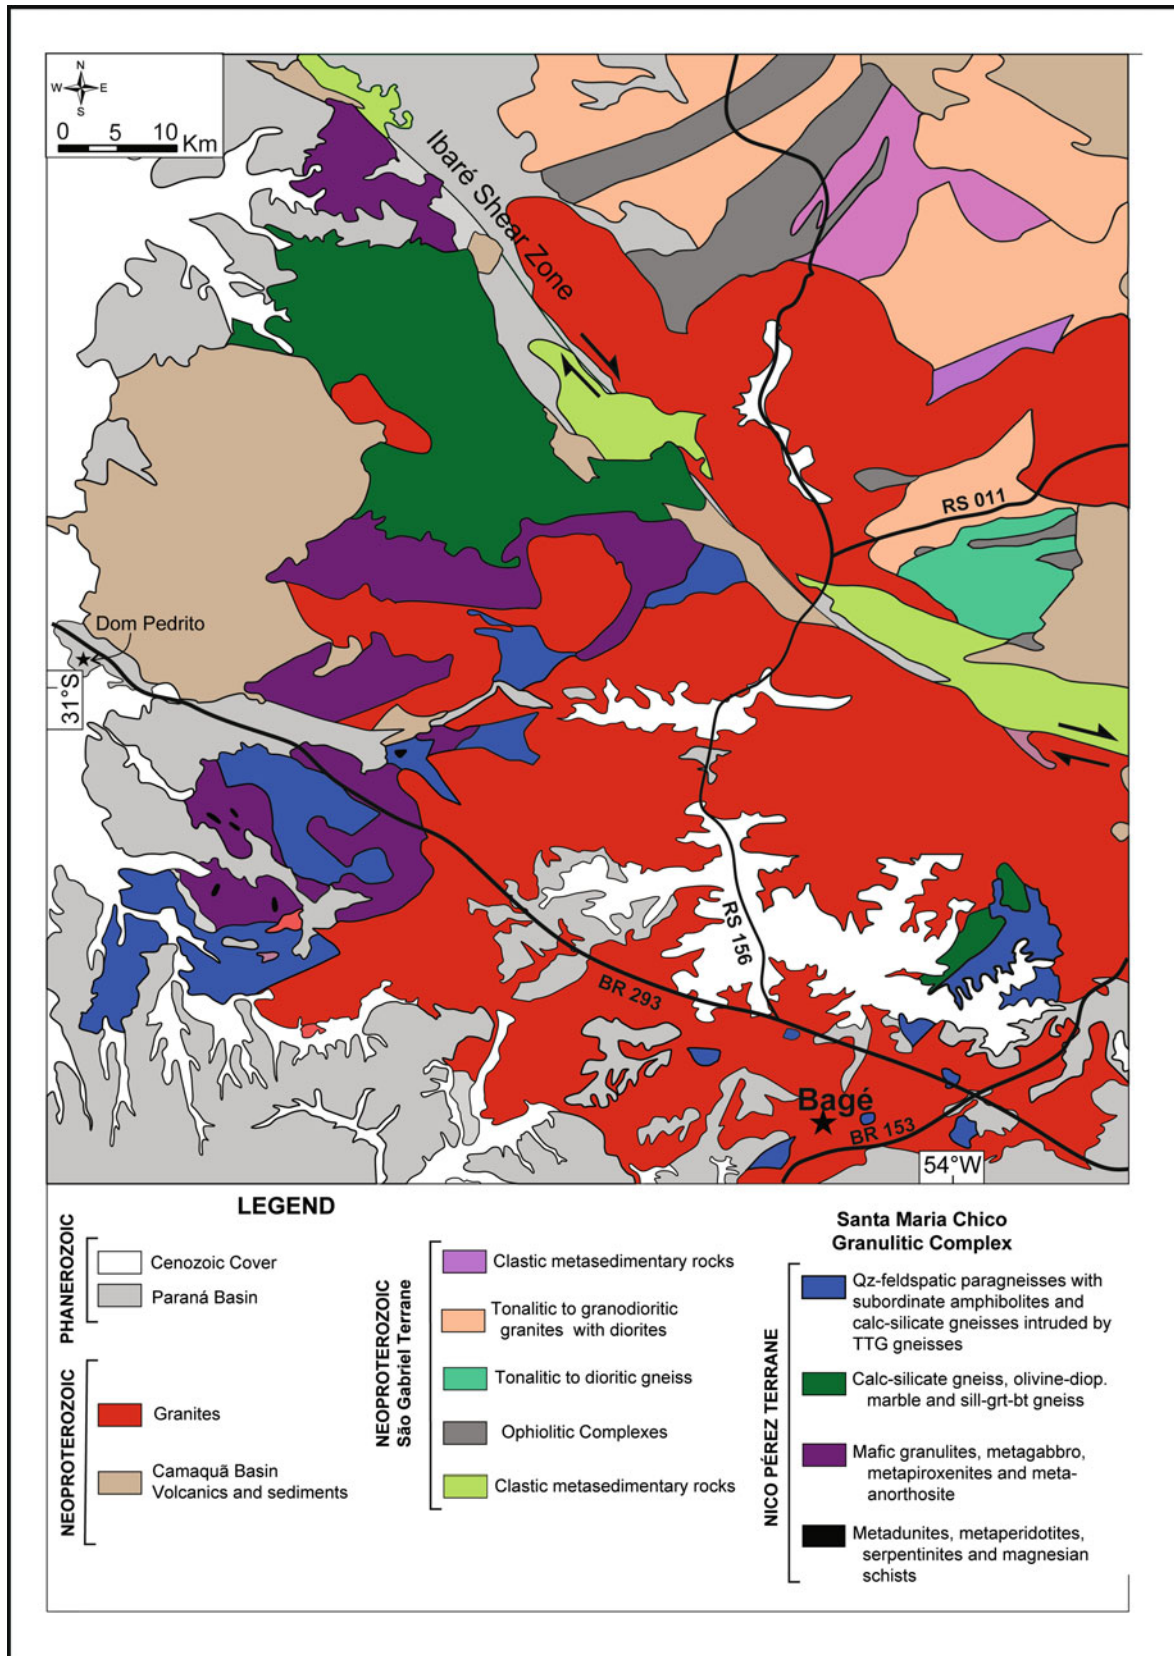 N
W E
S
0 5 10 Km
Ibaré Shear Zone
RS 011
Dom Pedrito
31°S
RS 156
BR 293
Bagé
BR 153
54°W
LEGEND
PHANEROZOIC
Cenozoic Cover
Paraná Basin
NEOPROTEROZOIC
Granites
Camaquã Basin
Volcanics and sediments
NEOPROTEROZOIC
São Gabriel Terrane
Clastic metasedimentary rocks
Tonalitic to granodioritic
granites with diorites
Tonalitic to dioritic gneiss
Ophiolitic Complexes
Clastic metasedimentary rocks
Santa Maria Chico
Granulitic Complex
NICO PÉREZ TERRANE
Qz-feldspatic paragneisses with
subordinate amphibolites and
calc-silicate gneisses intruded by
TTG gneisses
Calc-silicate gneiss, olivine-diop.
marble and sill-grt-bt gneiss
Mafic granulites, metagabbro,
metapiroxenites and meta-
anorthosite
Metadunites, metaperidotites,
serpentinites and magnesian
schists